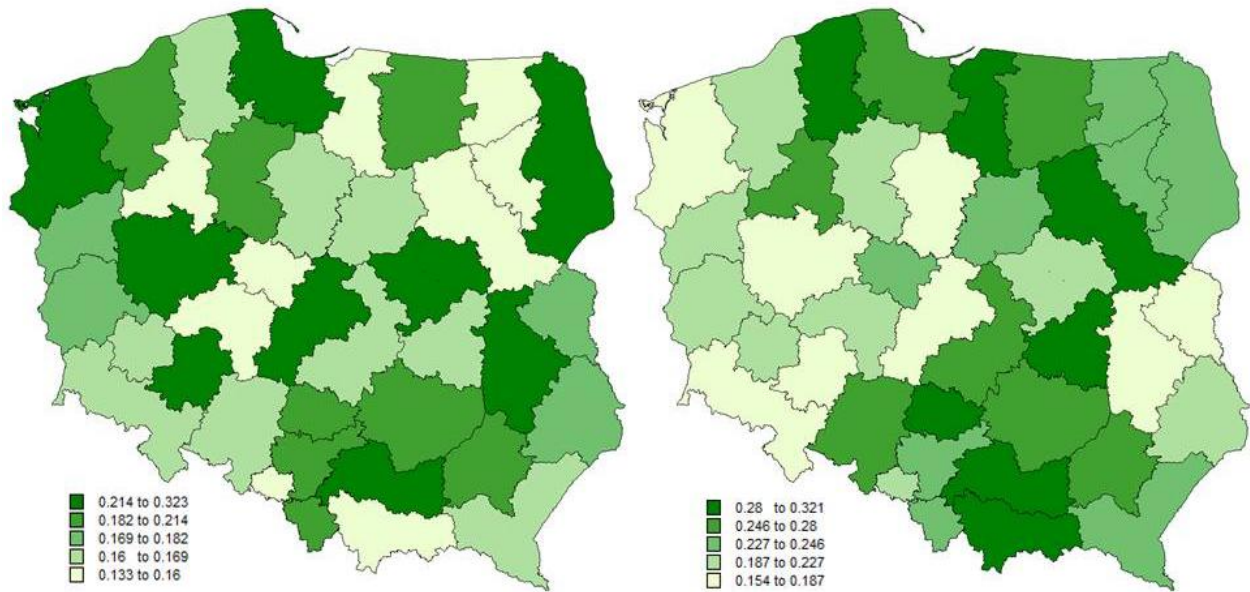 0.214 to 0.323
0.182 to 0.214
0.169 to 0.182
0.16 to 0.169
0.133 to 0.16
0.28 to 0.321
0.246 to 0.28
0.227 to 0.246
0.187 to 0.227
0.154 to 0.187